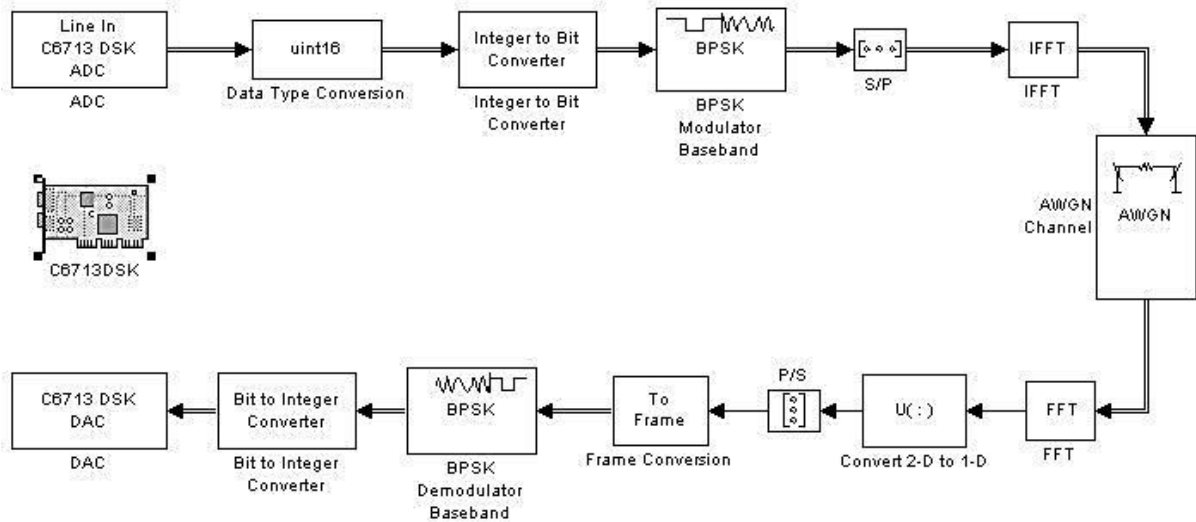 Line In
C6713 DSK
ADC
ADC
uint16
Data Type Conversion
Integer to Bit
Converter
Integer to Bit
Converter
BPSK
BPSK
Modulator
Baseband
S/P
IFFT
IFFT
AWGN
AWGN
Channel
C6713DSK
C6713 DSK
DAC
DAC
Bit to Integer
Converter
Bit to Integer
Converter
BPSK
BPSK
Demodulator
Baseband
To
Frame
Frame Conversion
P/S
U( : )
Convert 2-D to 1-D
FFT
FFT